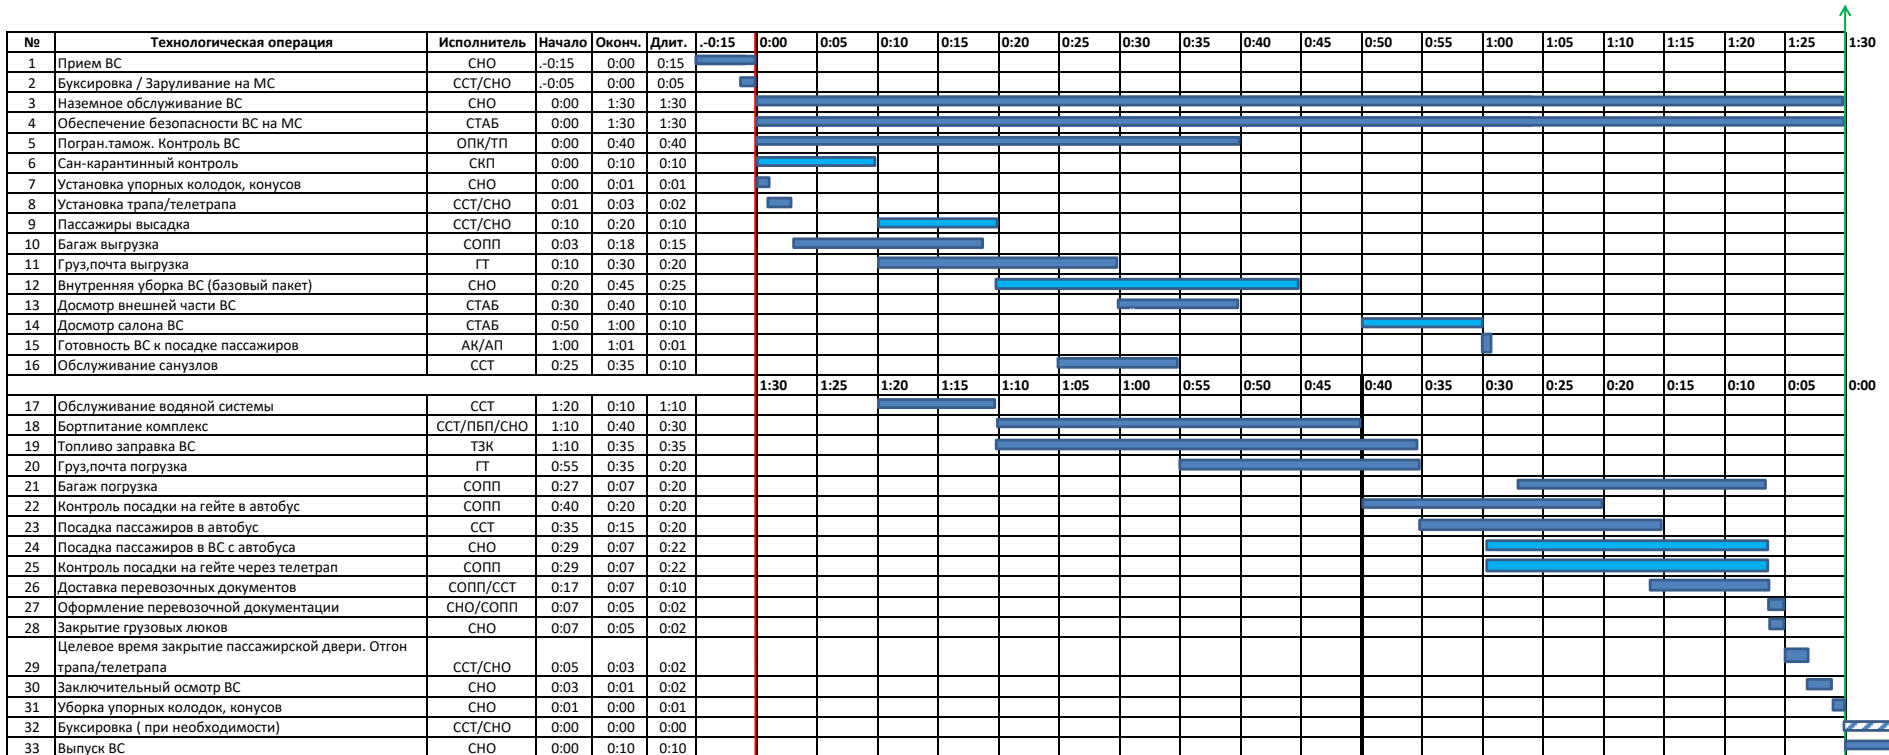 № Технологическая операция Исполнитель Начало Оконч. Длит. .-0:15 0:00 0:05 0:10 0:15 0:20 0:25 0:30 0:35 0:40 0:45 0:50 0:55 1:00 1:05 1:10 1:15 1:20 1:25 1:30
1 Прием ВС СНО .-0:15 0:00 0:15
2 Буксировка / Заруливание на МС ССТ/СНО .-0:05 0:00 0:05
3 Наземное обслуживание ВС СНО 0:00 1:30 1:30
4 Обеспечение безопасности ВС на МС СТАБ 0:00 1:30 1:30
5 Погран.тамож. Контроль ВС ОПК/ТП 0:00 0:40 0:40
6 Сан-карантинный контроль СКП 0:00 0:10 0:10
7 Установка упорных колодок, конусов СНО 0:00 0:01 0:01
8 Установка трапа/телетрапа ССТ/СНО 0:01 0:03 0:02
9 Пассажиры высадка ССТ/СНО 0:10 0:20 0:10
10 Багаж выгрузка СОПП 0:03 0:18 0:15
11 Груз,почта выгрузка ГТ 0:10 0:30 0:20
12 Внутренняя уборка ВС (базовый пакет) СНО 0:20 0:45 0:25
13 Досмотр внешней части ВС СТАБ 0:30 0:40 0:10
14 Досмотр салона ВС СТАБ 0:50 1:00 0:10
15 Готовность ВС к посадке пассажиров АК/АП 1:00 1:01 0:01
16 Обслуживание санузлов ССТ 0:25 0:35 0:10
1:30 1:25 1:20 1:15 1:10 1:05 1:00 0:55 0:50 0:45 0:40 0:35 0:30 0:25 0:20 0:15 0:10 0:05 0:00
17 Обслуживание водяной системы ССТ 1:20 0:10 1:10
18 Бортпитание комплекс ССТ/ПБП/СНО 1:10 0:40 0:30
19 Топливо заправка ВС ТЗК 1:10 0:35 0:35
20 Груз,почта погрузка ГТ 0:55 0:35 0:20
21 Багаж погрузка СОПП 0:27 0:07 0:20
22 Контроль посадки на гейте в автобус СОПП 0:40 0:20 0:20
23 Посадка пассажиров в автобус ССТ 0:35 0:15 0:20
24 Посадка пассажиров в ВС с автобуса СНО 0:29 0:07 0:22
25 Контроль посадки на гейте через телетрап СОПП 0:29 0:07 0:22
26 Доставка перевозочных документов СОПП/ССТ 0:17 0:07 0:10
27 Оформление перевозочной документации СНО/СОПП 0:07 0:05 0:02
28 Закрытие грузовых люков СНО 0:07 0:05 0:02
Целевое время закрытие пассажирской двери. Отгон
29 трапа/телетрапа ССТ/СНО 0:05 0:03 0:02
30 Заключительный осмотр ВС СНО 0:03 0:01 0:02
31 Уборка упорных колодок, конусов СНО 0:01 0:00 0:01
32 Буксировка ( при необходимости) ССТ/СНО 0:00 0:00 0:00
33 Выпуск ВС СНО 0:00 0:10 0:10